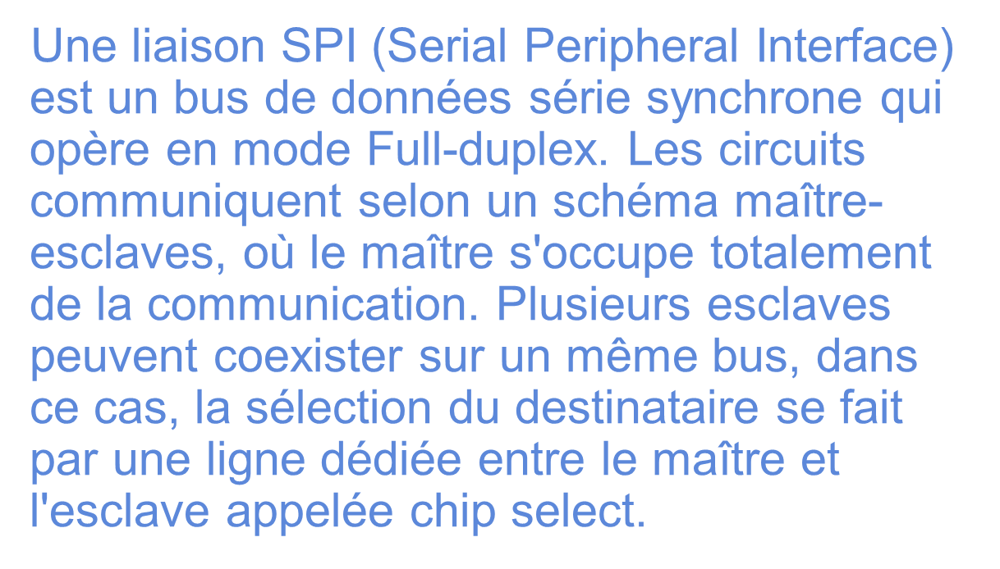 Une liaison SPI (Serial Peripheral Interface)
est un bus de données série synchrone qui
opère en mode Full-duplex. Les circuits
communiquent selon un schéma maître-
esclaves, où le maître s'occupe totalement
de la communication. Plusieurs esclaves
peuvent coexister sur un même bus, dans
ce cas, la sélection du destinataire se fait
par une ligne dédiée entre le maître et
l'esclave appelée chip select.